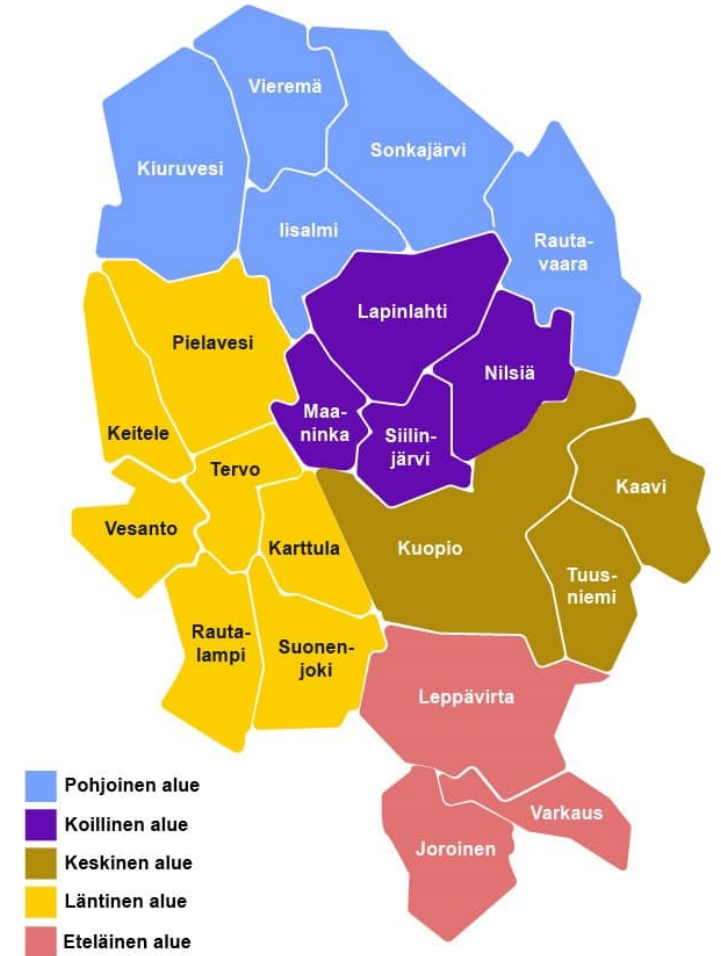 Vieremä
Sonkajärvi
Kiuruvesi
Iisalmi
Rauta-
vaara
Lapinlahti
Pielavesi
Nilsiä
Maa-
ninka
Keitele
Siilin-
järvi
Tervo
Kaavi
Vesanto
Karttula
Kuopio
Tuus-
niemi
Rauta-
lampi
Suonen-
joki
Leppävirta
Varkaus
Joroinen
Pohjoinen alue
Koillinen alue
Keskinen alue
Läntinen alue
Eteläinen alue